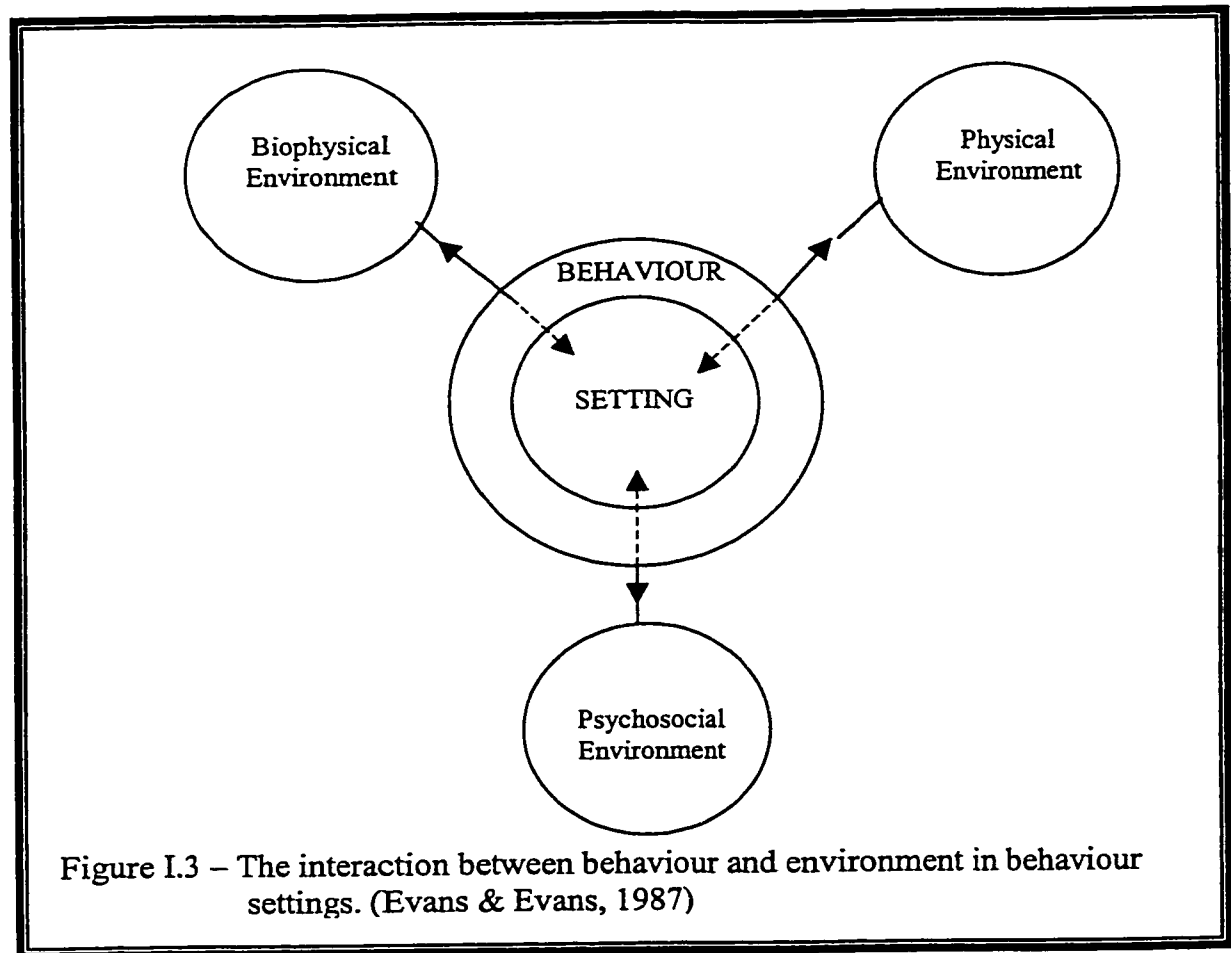 Biophysical
Environment
Physical
Environment
BEHAVIOUR
SETTING
Psychosocial
Environment
Figure I.3 – The interaction between behaviour and environment in behaviour
settings. (Evans & Evans, 1987)